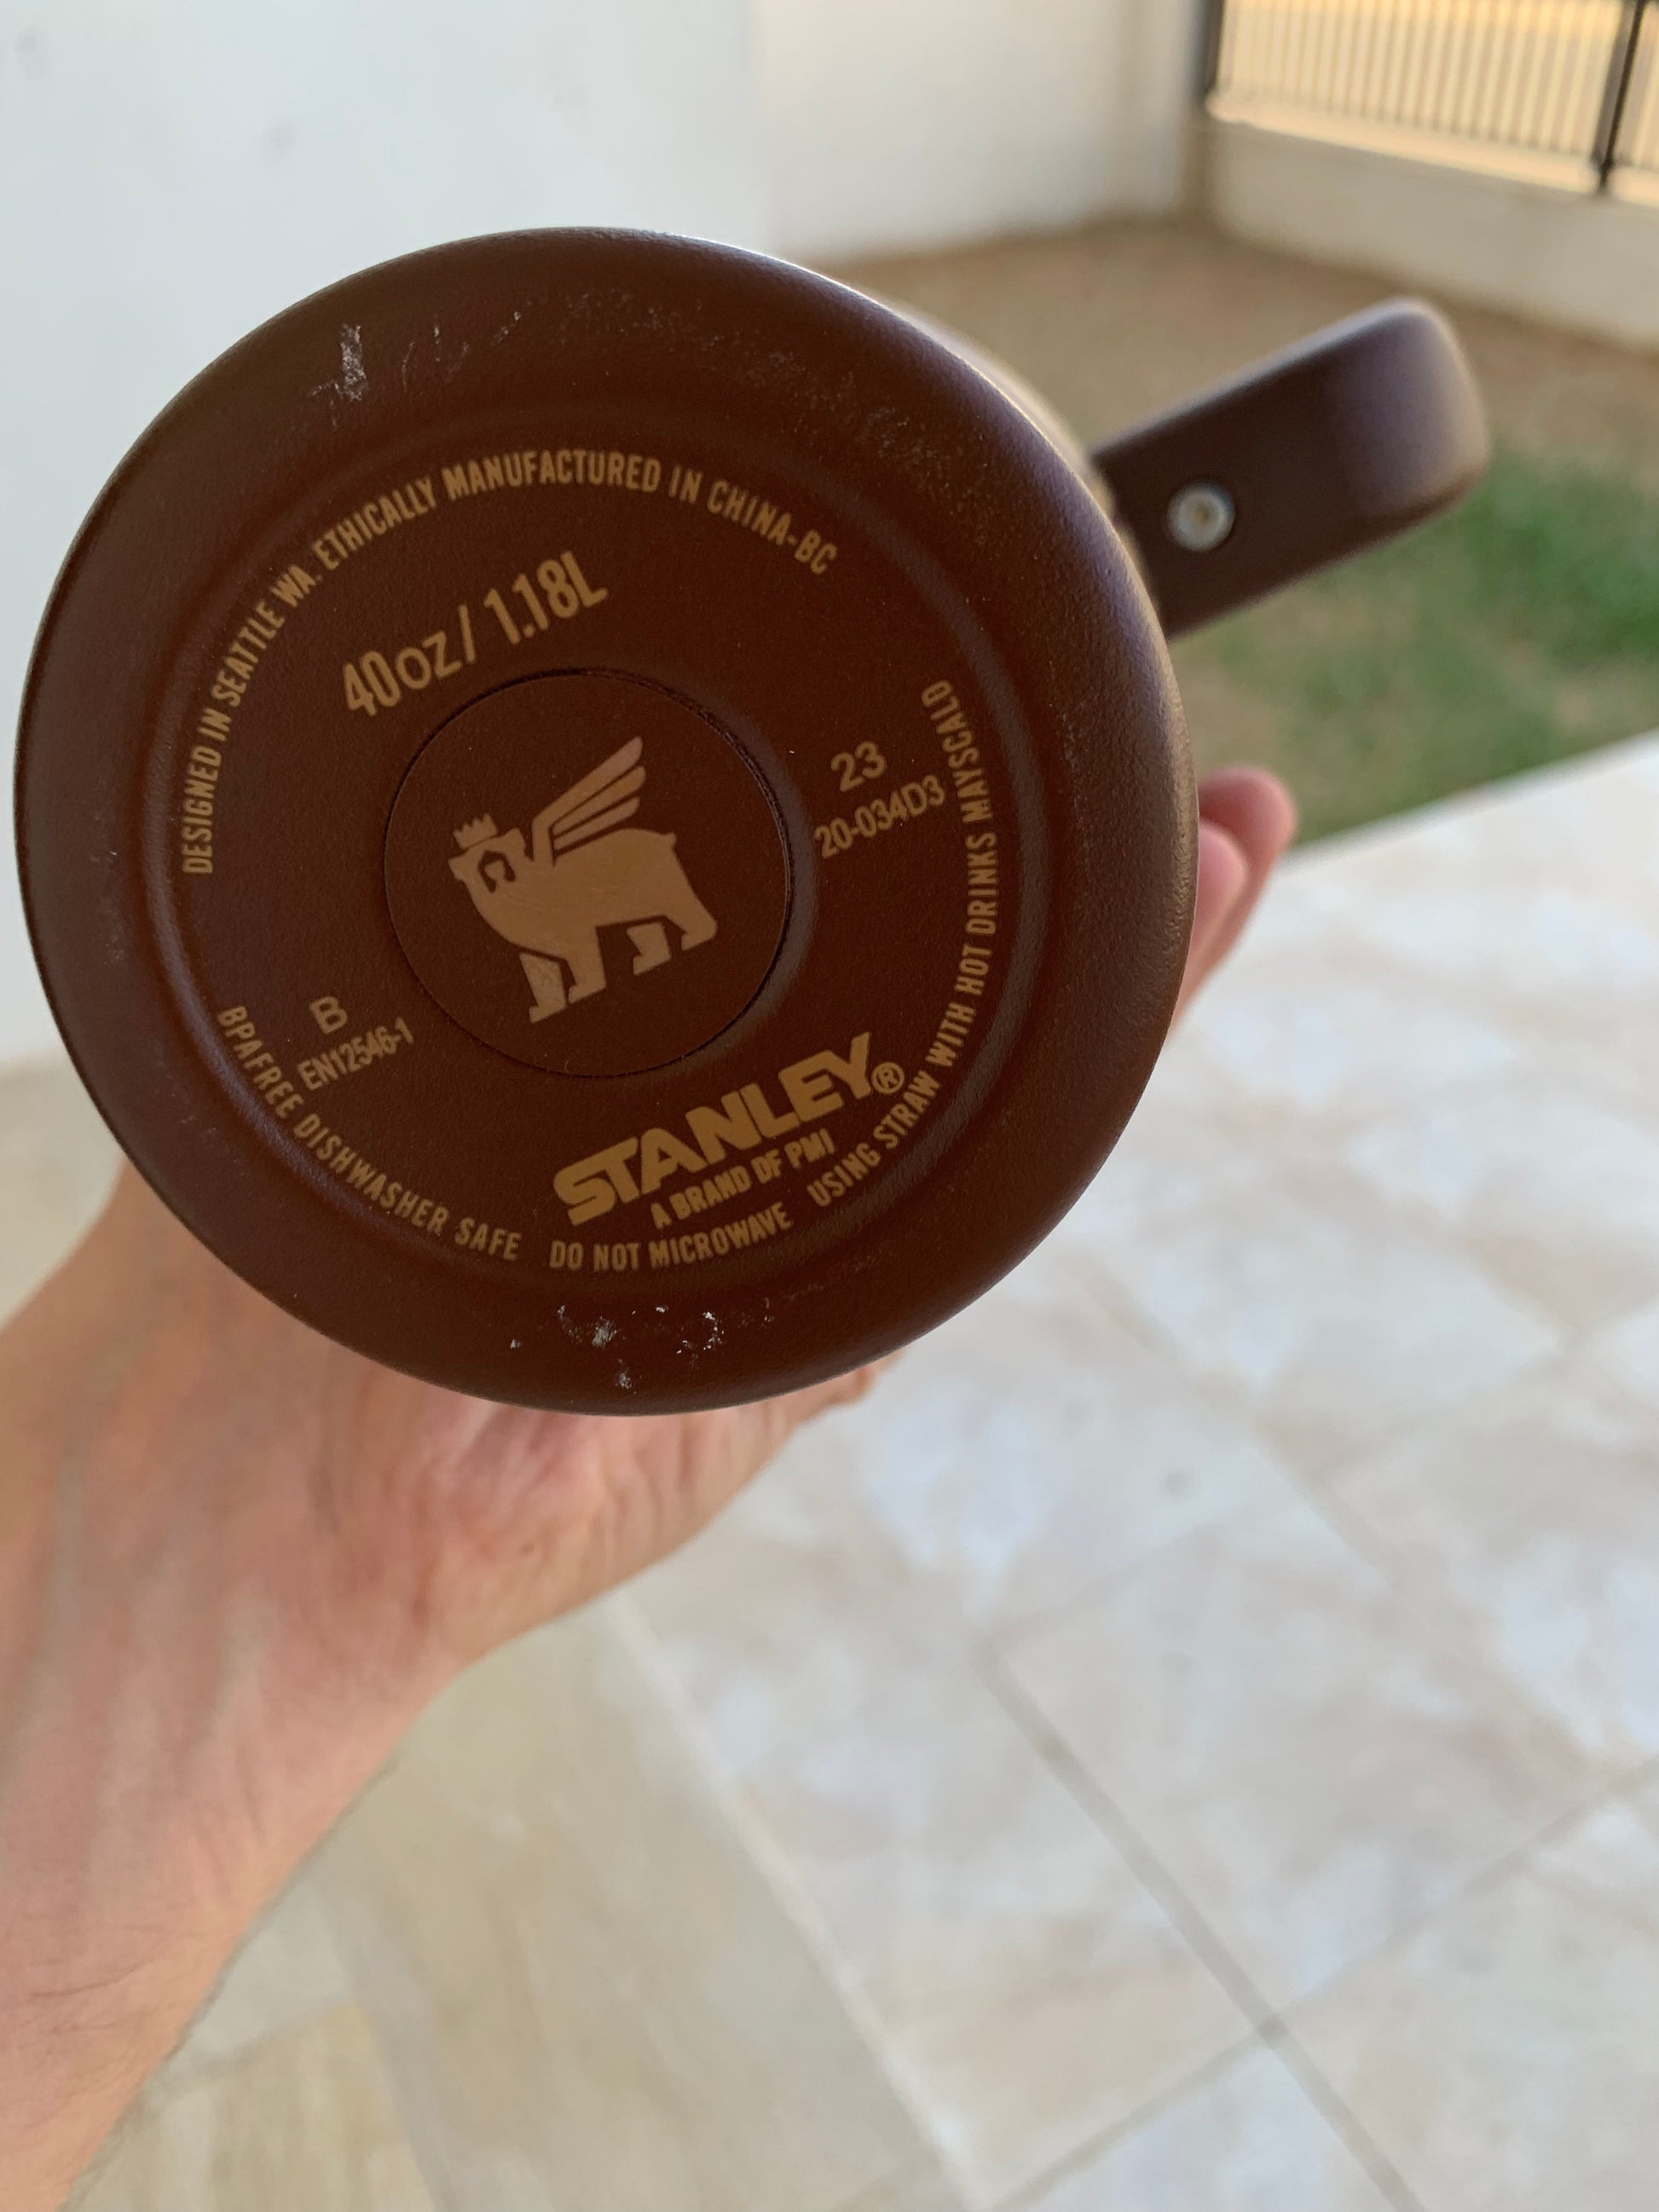 DESIGNED IN SEATTLE WA. ETHICALLY MANUFACTURED IN CHINA-BC
40oz/ 1.18L
23
20-034D3
B
EN12546-1
STANLEY®
A BRAND DF PMI
BPAFREE DISHWASHER SAFE DO NOT MICROWAVE USING STRAW WITH HOT DRINKS MAYSCALD